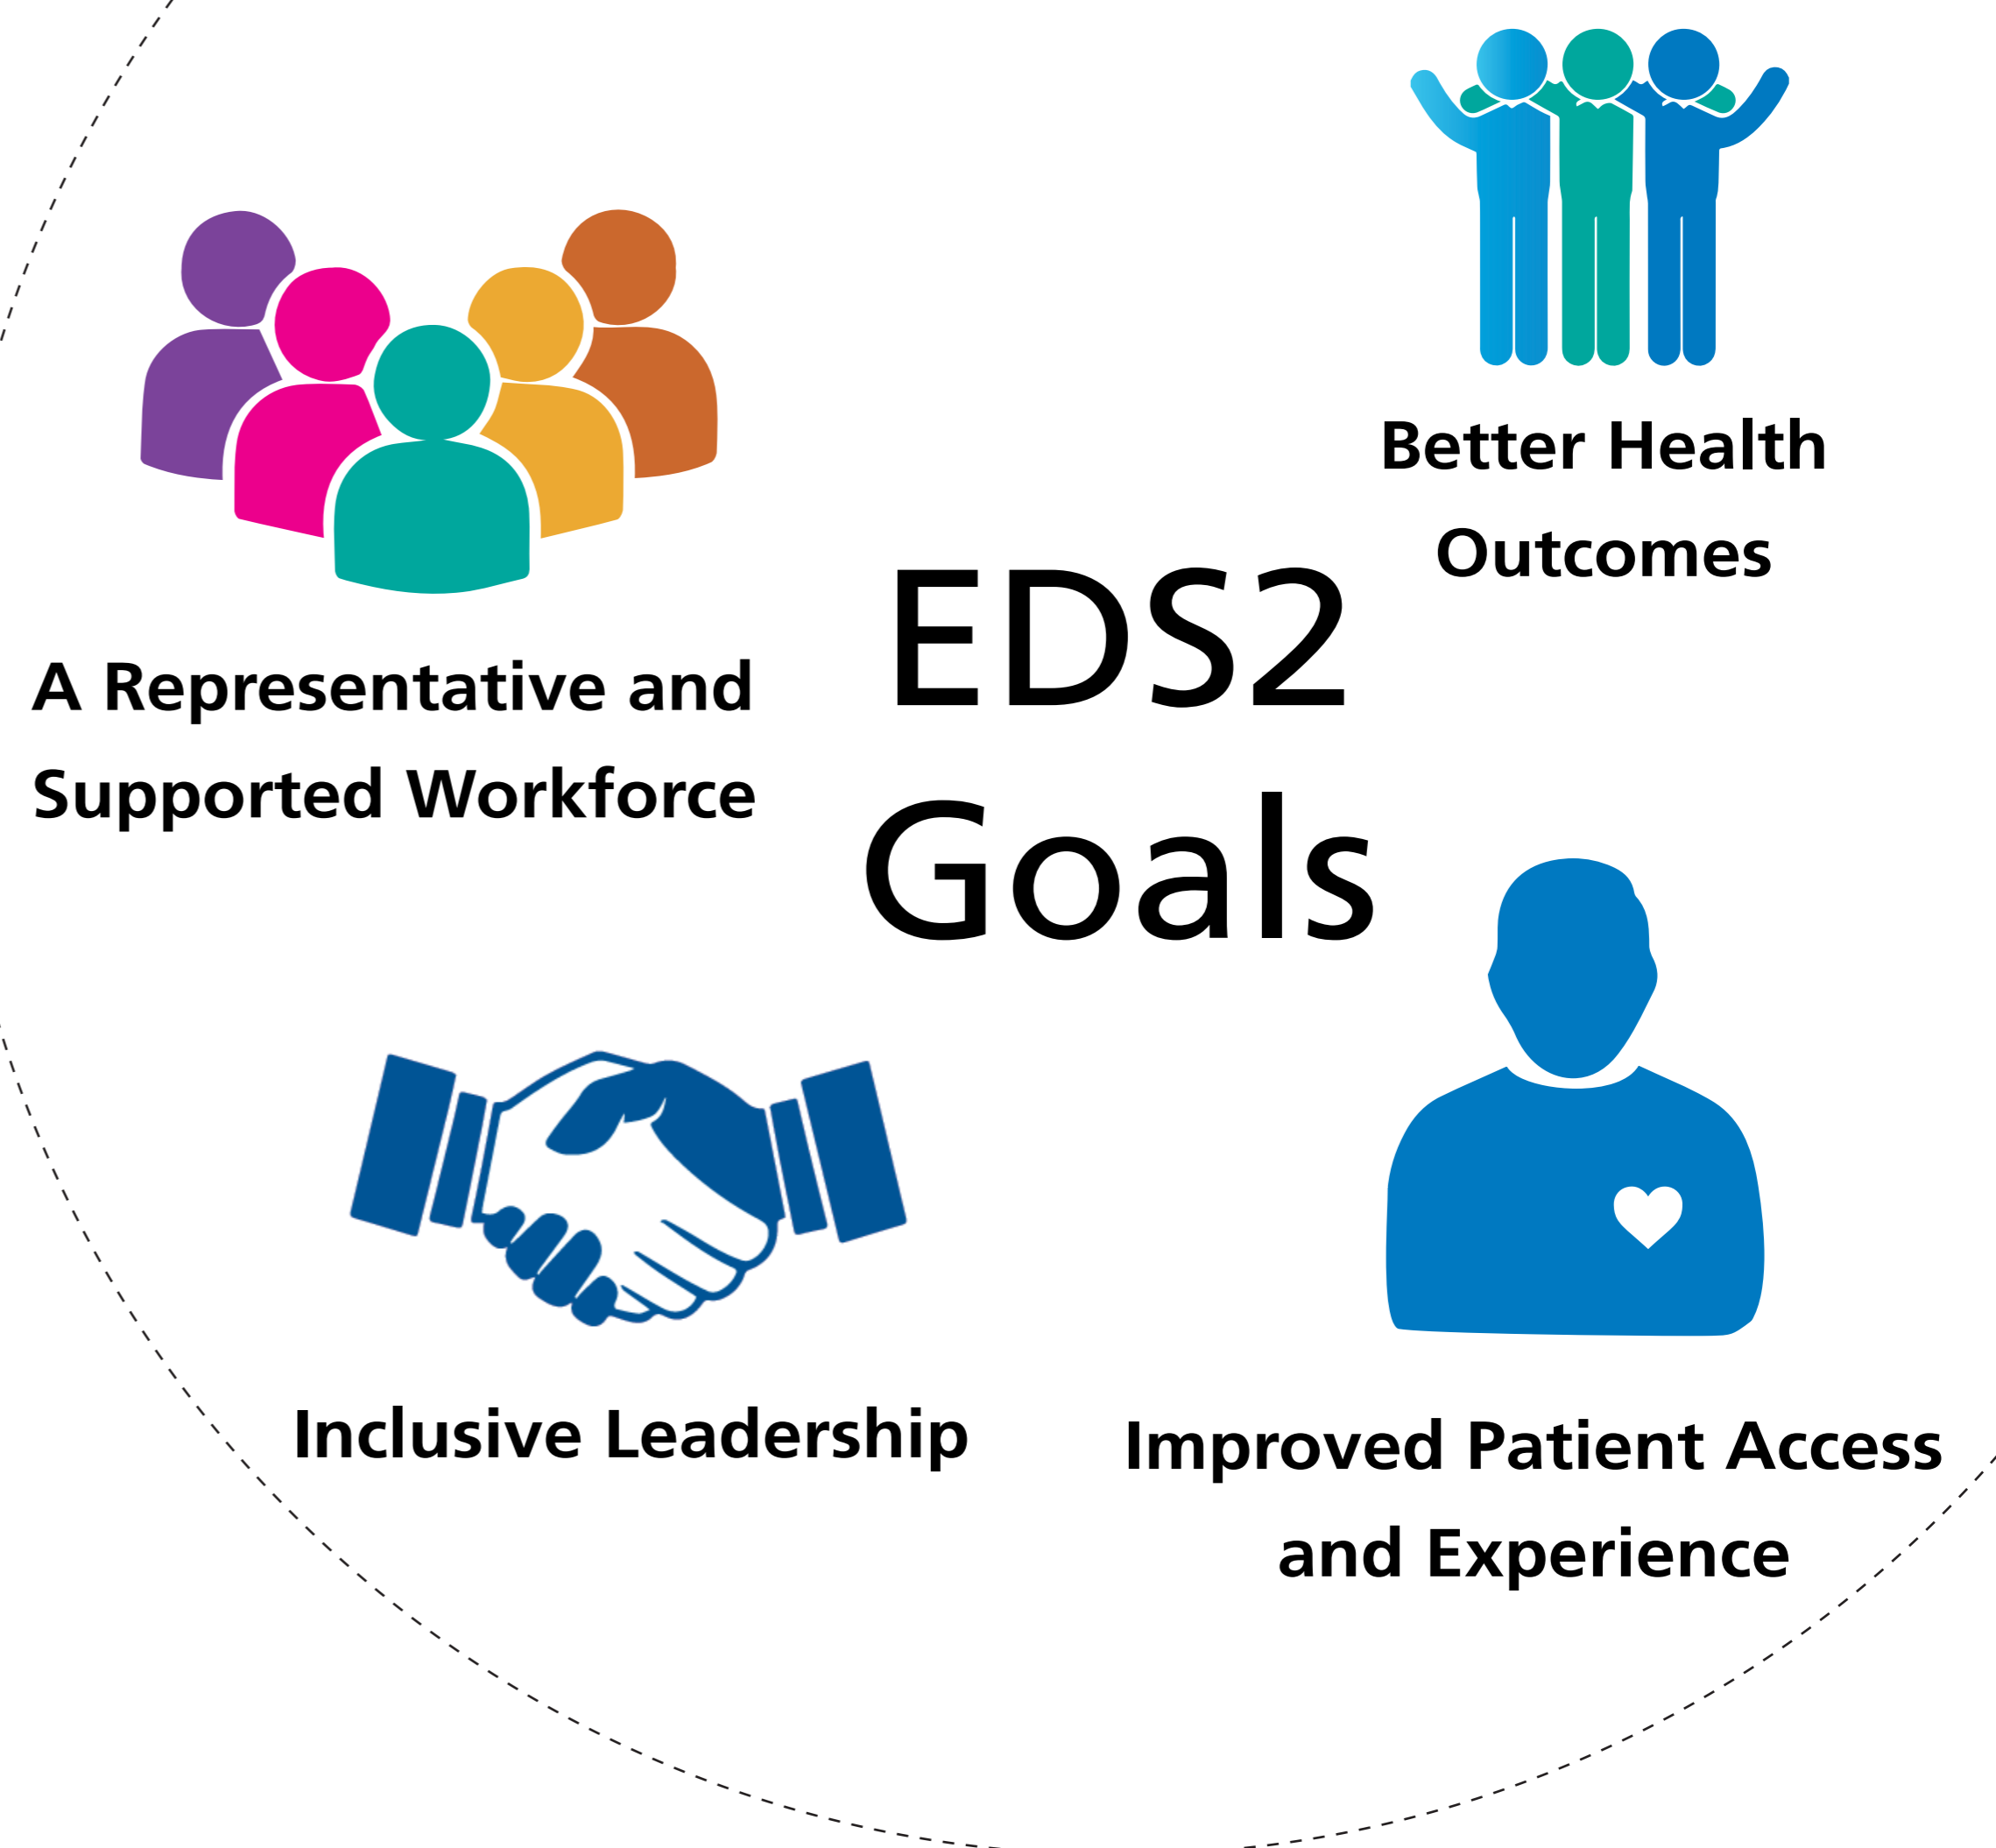 Better Health
Outcomes
A Representative and
Supported Workforce
EDS2
Goals
Inclusive Leadership
Improved Patient Access
and Experience